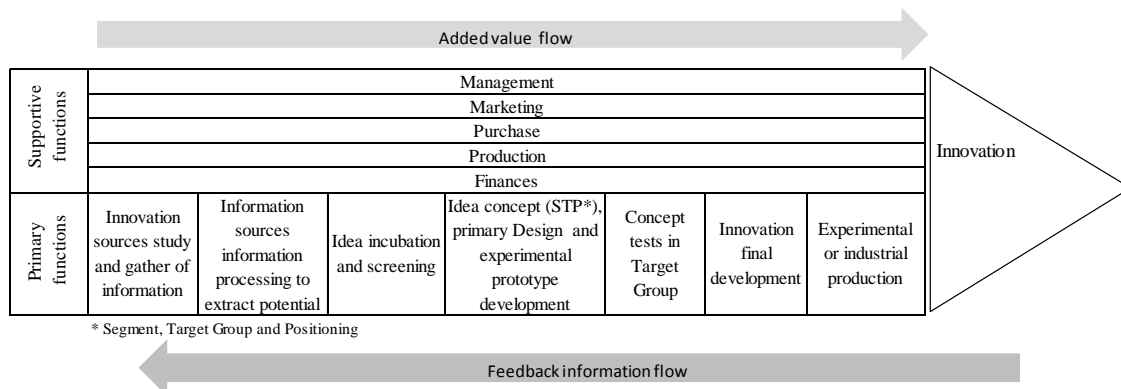 Added value flow
Supportive
functions
Management
Marketing
Purchase
Production
Finances
Innovation
Primary
functions
Innovation
sources study
and gather of
information
Information
sources
information
processing to
extract potential
Idea incubation
and screening
Idea concept (STP*),
primary Design and
experimental
prototype
development
Concept
tests in
Target
Group
Innovation
final
development
Experimental
or industrial
production
* Segment, Target Group and Positioning
Feedback information flow